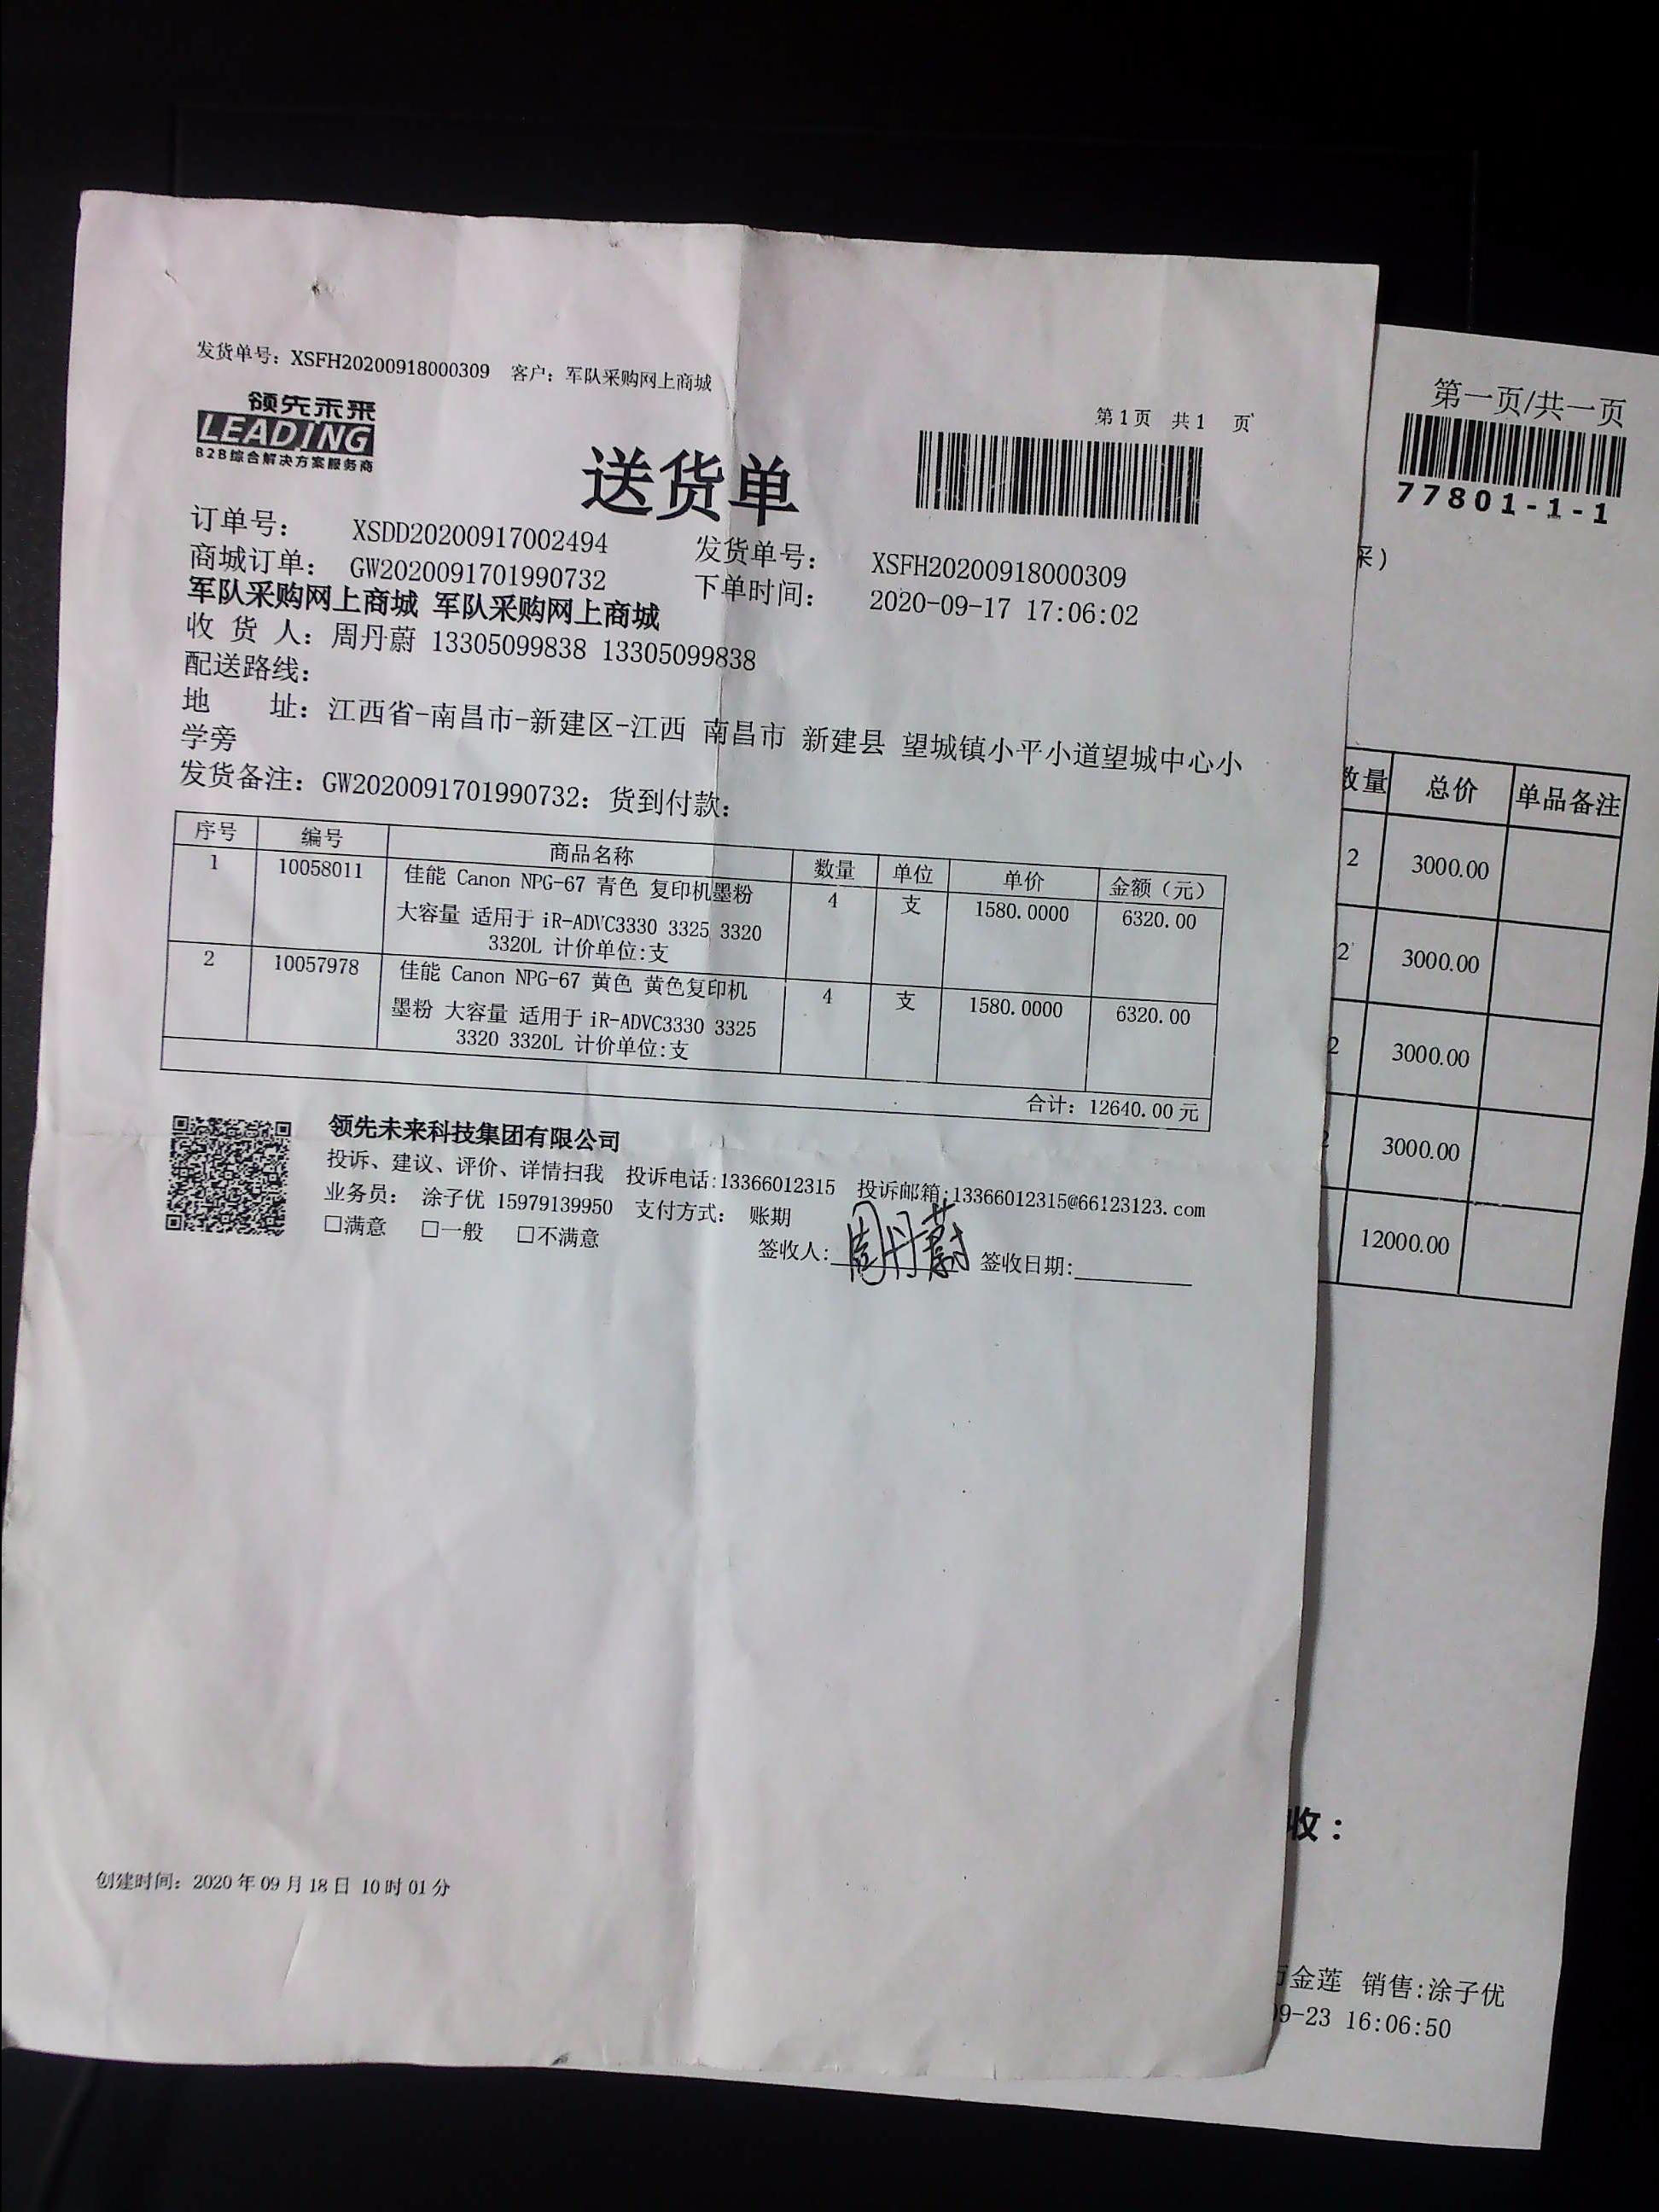 发货单号：XSFH20200918000309 客户：军队采购网上商城
领先未来
LEADING
B2B综合解决方案服务商
第1页 共1 页
送货单
订单号： XSDD20200917002494 发货单号： XSFH20200918000309
商城订单： GW2020091701990732 下单时间： 2020-09-17 17:06:02
军队采购网上商城 军队采购网上商城
收 货 人：周丹蔚 13305099838 13305099838
配送路线：
地 址：江西省-南昌市-新建区-江西 南昌市 新建县 望城镇小平小道望城中心小
学旁
发货备注：GW2020091701990732：货到付款：
序号 编号 商品名称 数量 单位 单价 金额（元）
1 10058011 佳能 Canon NPG-67 青色 复印机墨粉 4 支 1580.0000 6320.00
大容量 适用于 iR-ADVC3330 3325 3320
3320L 计价单位:支
2 10057978 佳能 Canon NPG-67 黄色 黄色复印机 4 支 1580.0000 6320.00
墨粉 大容量 适用于 iR-ADVC3330 3325
3320 3320L 计价单位:支
合计：12640.00元
领先未来科技集团有限公司
投诉、建议、评价、详情扫我 投诉电话:13366012315 投诉邮箱:13366012315@66123123.com
业务员： 涂子优 15979139950 支付方式： 账期
□满意 □一般 □不满意
签收人:周丹蔚 签收日期:
创建时间：2020年09月18日 10时01分
第一页/共一页
77801-1-1
采）
数量 总价 单品备注
2 3000.00
2 3000.00
2 3000.00
2 3000.00
12000.00
收：
金莲 销售:涂子优
09-23 16:06:50